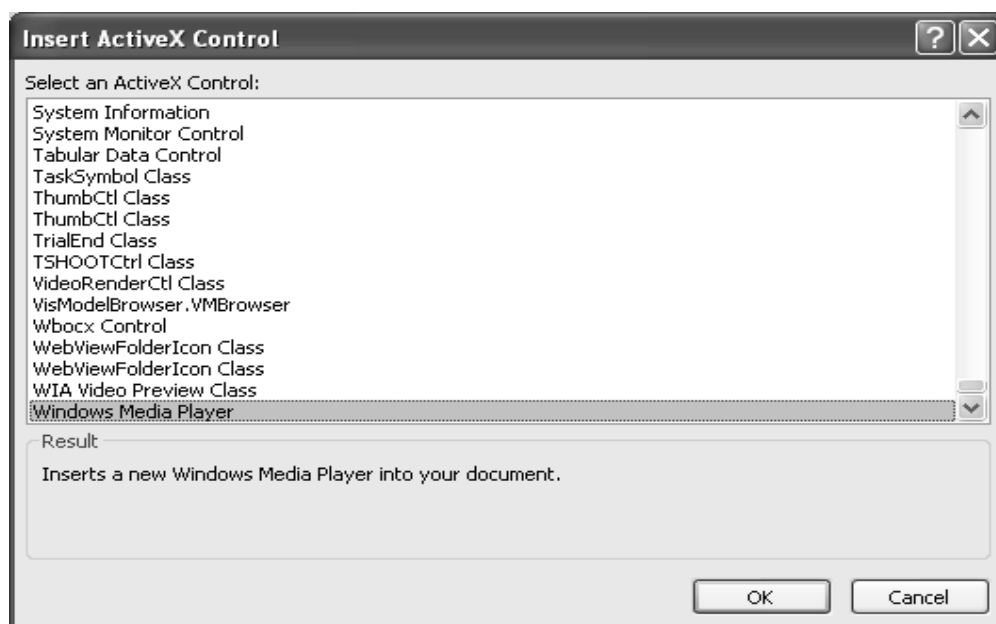 Insert ActiveX Control
Select an ActiveX Control:
System Information
System Monitor Control
Tabular Data Control
TaskSymbol Class
ThumbCtl Class
ThumbCtl Class
TrialEnd Class
TSHOOTCtrl Class
VideoRenderCtl Class
VisModelBrowser.VMBrowser
Wbocx Control
WebViewFolderIcon Class
WebViewFolderIcon Class
WIA Video Preview Class
Windows Media Player
Result
Inserts a new Windows Media Player into your document.
OK Cancel